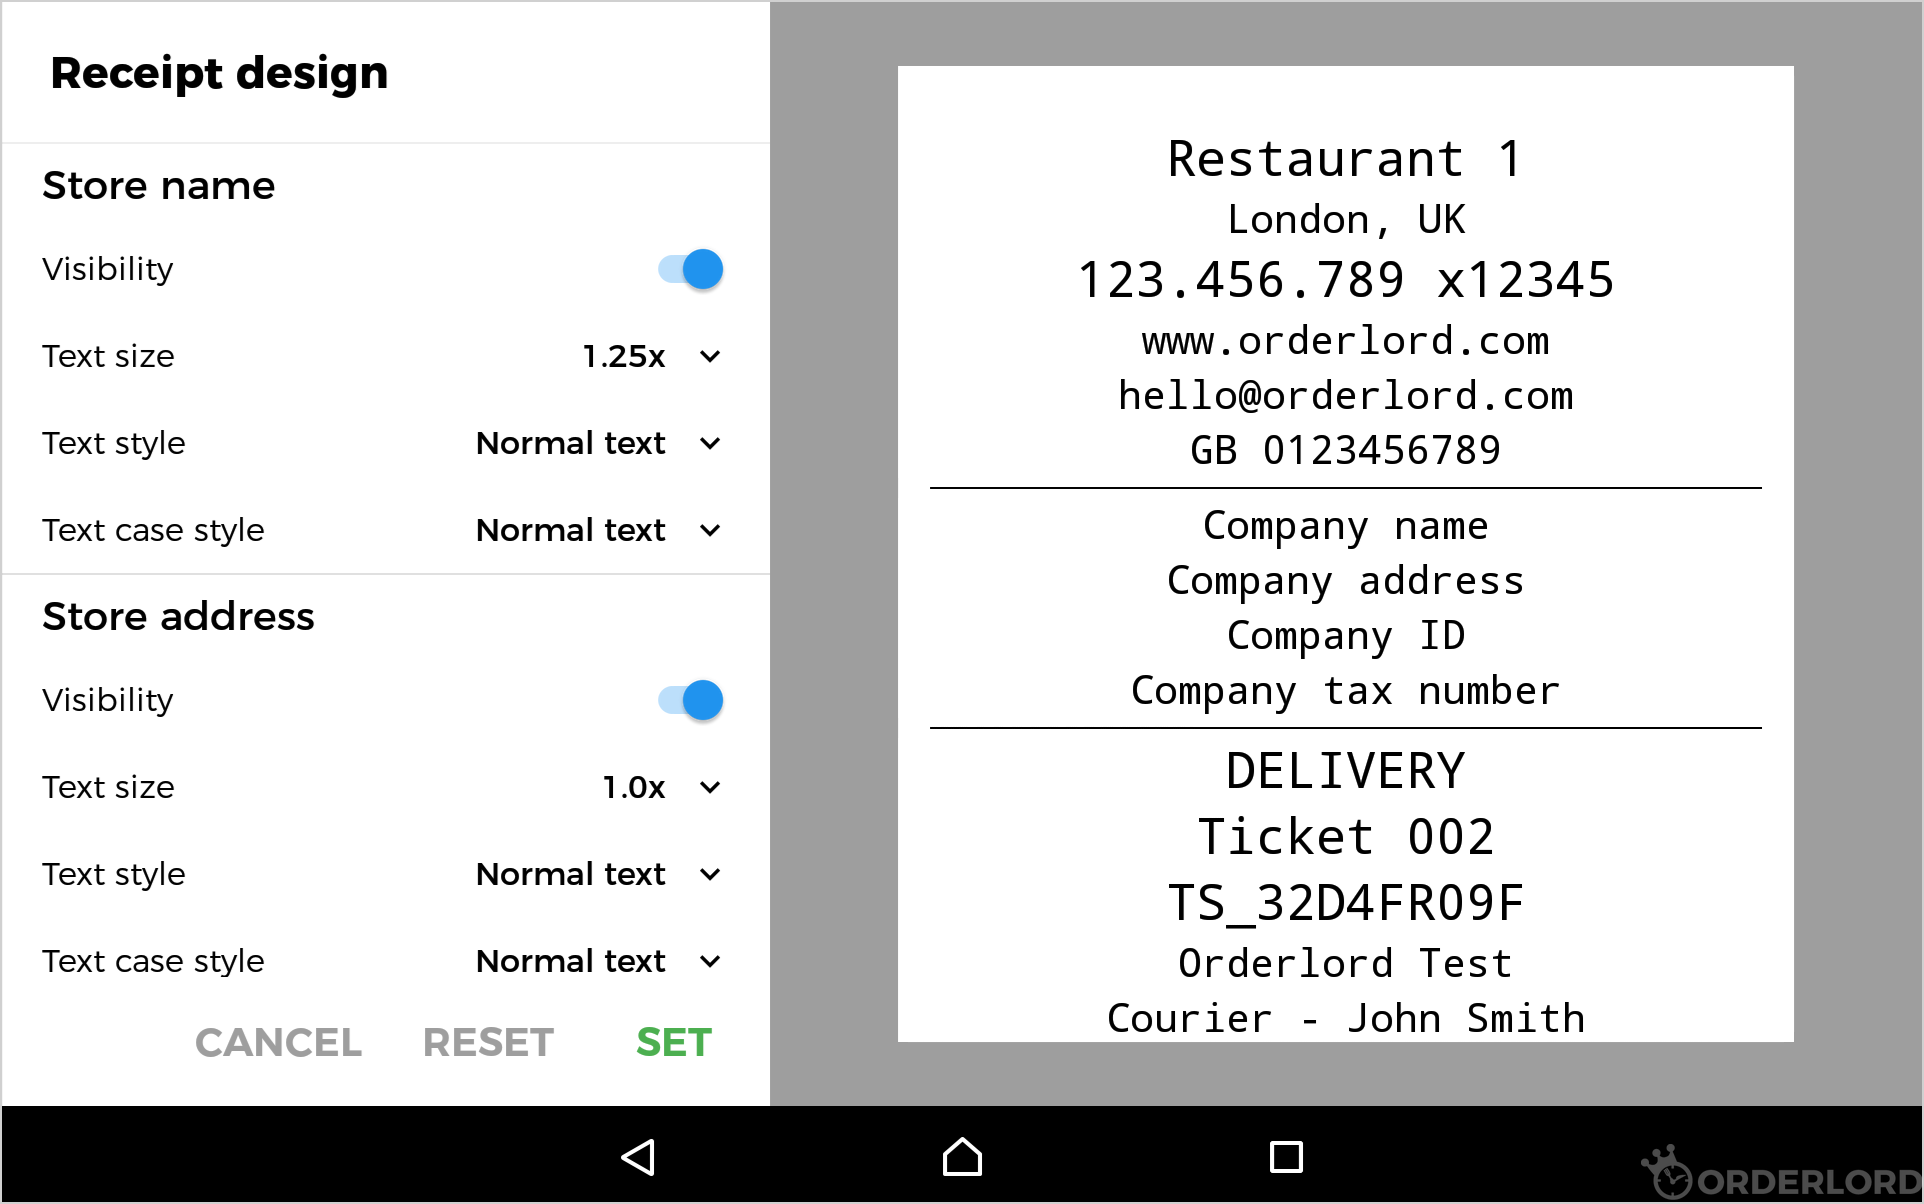 Receipt design
Store name
Visibility
Text size 1.25x
Text style Normal text
Text case style Normal text
Store address
Visibility
Text size 1.0x
Text style Normal text
Text case style Normal text
CANCEL RESET SET
Restaurant 1
London, UK
123.456.789 x12345
www.orderlord.com
hello@orderlord.com
GB 0123456789
Company name
Company address
Company ID
Company tax number
DELIVERY
Ticket 002
TS_32D4FR09F
Orderlord Test
Courier - John Smith
ORDERLORD